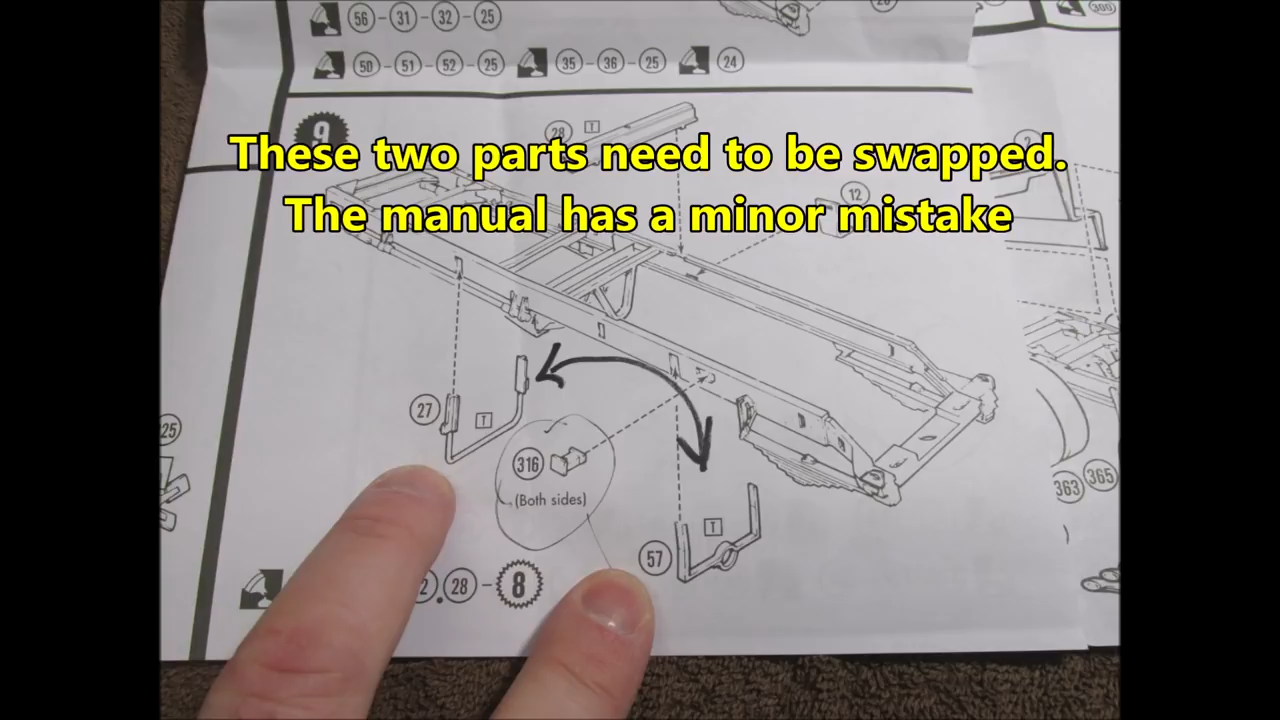 56 - 31 - 32 - 25
50 - 51 - 52 - 25 35 - 36 - 25 24
300
9
28 T
These two parts need to be swapped.
12
The manual has a minor mistake
27 T
25
316
(Both sides)
363 365
57 T
28 - 8